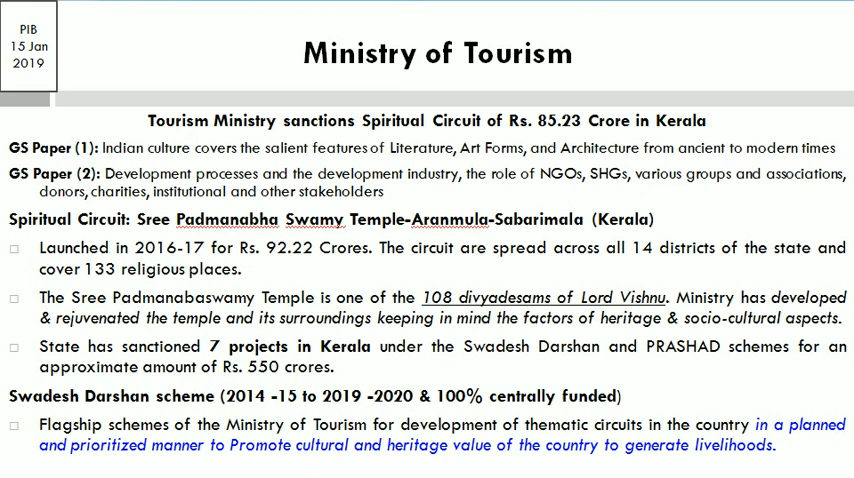 PIB
15 Jan
2019
Ministry of Tourism
Tourism Ministry sanctions Spiritual Circuit of Rs. 85.23 Crore in Kerala
GS Paper (1): Indian culture covers the salient features of Literature, Art Forms, and Architecture from ancient to modern times
GS Paper (2): Development processes and the development industry, the role of NGOs, SHGs, various groups and associations,
donors, charities, institutional and other stakeholders
Spiritual Circuit: Sree Padmanabha Swamy Temple-Aranmula-Sabarimala (Kerala)
Launched in 2016-17 for Rs. 92.22 Crores. The circuit are spread across all 14 districts of the state and
cover 133 religious places.
The Sree Padmanabaswamy Temple is one of the 108 divyadesams of Lord Vishnu. Ministry has developed
& rejuvenated the temple and its surroundings keeping in mind the factors of heritage & socio-cultural aspects.
State has sanctioned 7 projects in Kerala under the Swadesh Darshan and PRASHAD schemes for an
approximate amount of Rs. 550 crores.
Swadesh Darshan scheme (2014 -15 to 2019 -2020 & 100% centrally funded)
Flagship schemes of the Ministry of Tourism for development of thematic circuits in the country in a planned
and prioritized manner to Promote cultural and heritage value of the country to generate livelihoods.